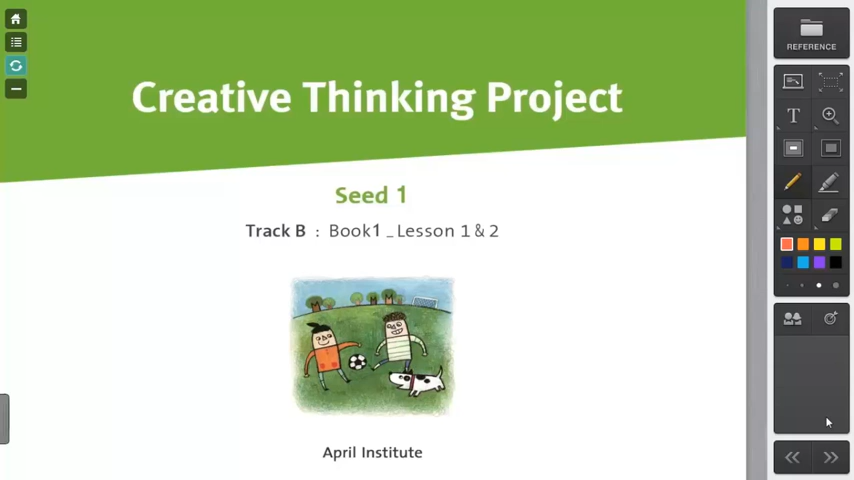 Creative Thinking Project
Seed 1
Track B : Book1 _ Lesson 1 & 2
April Institute
REFERENCE
T